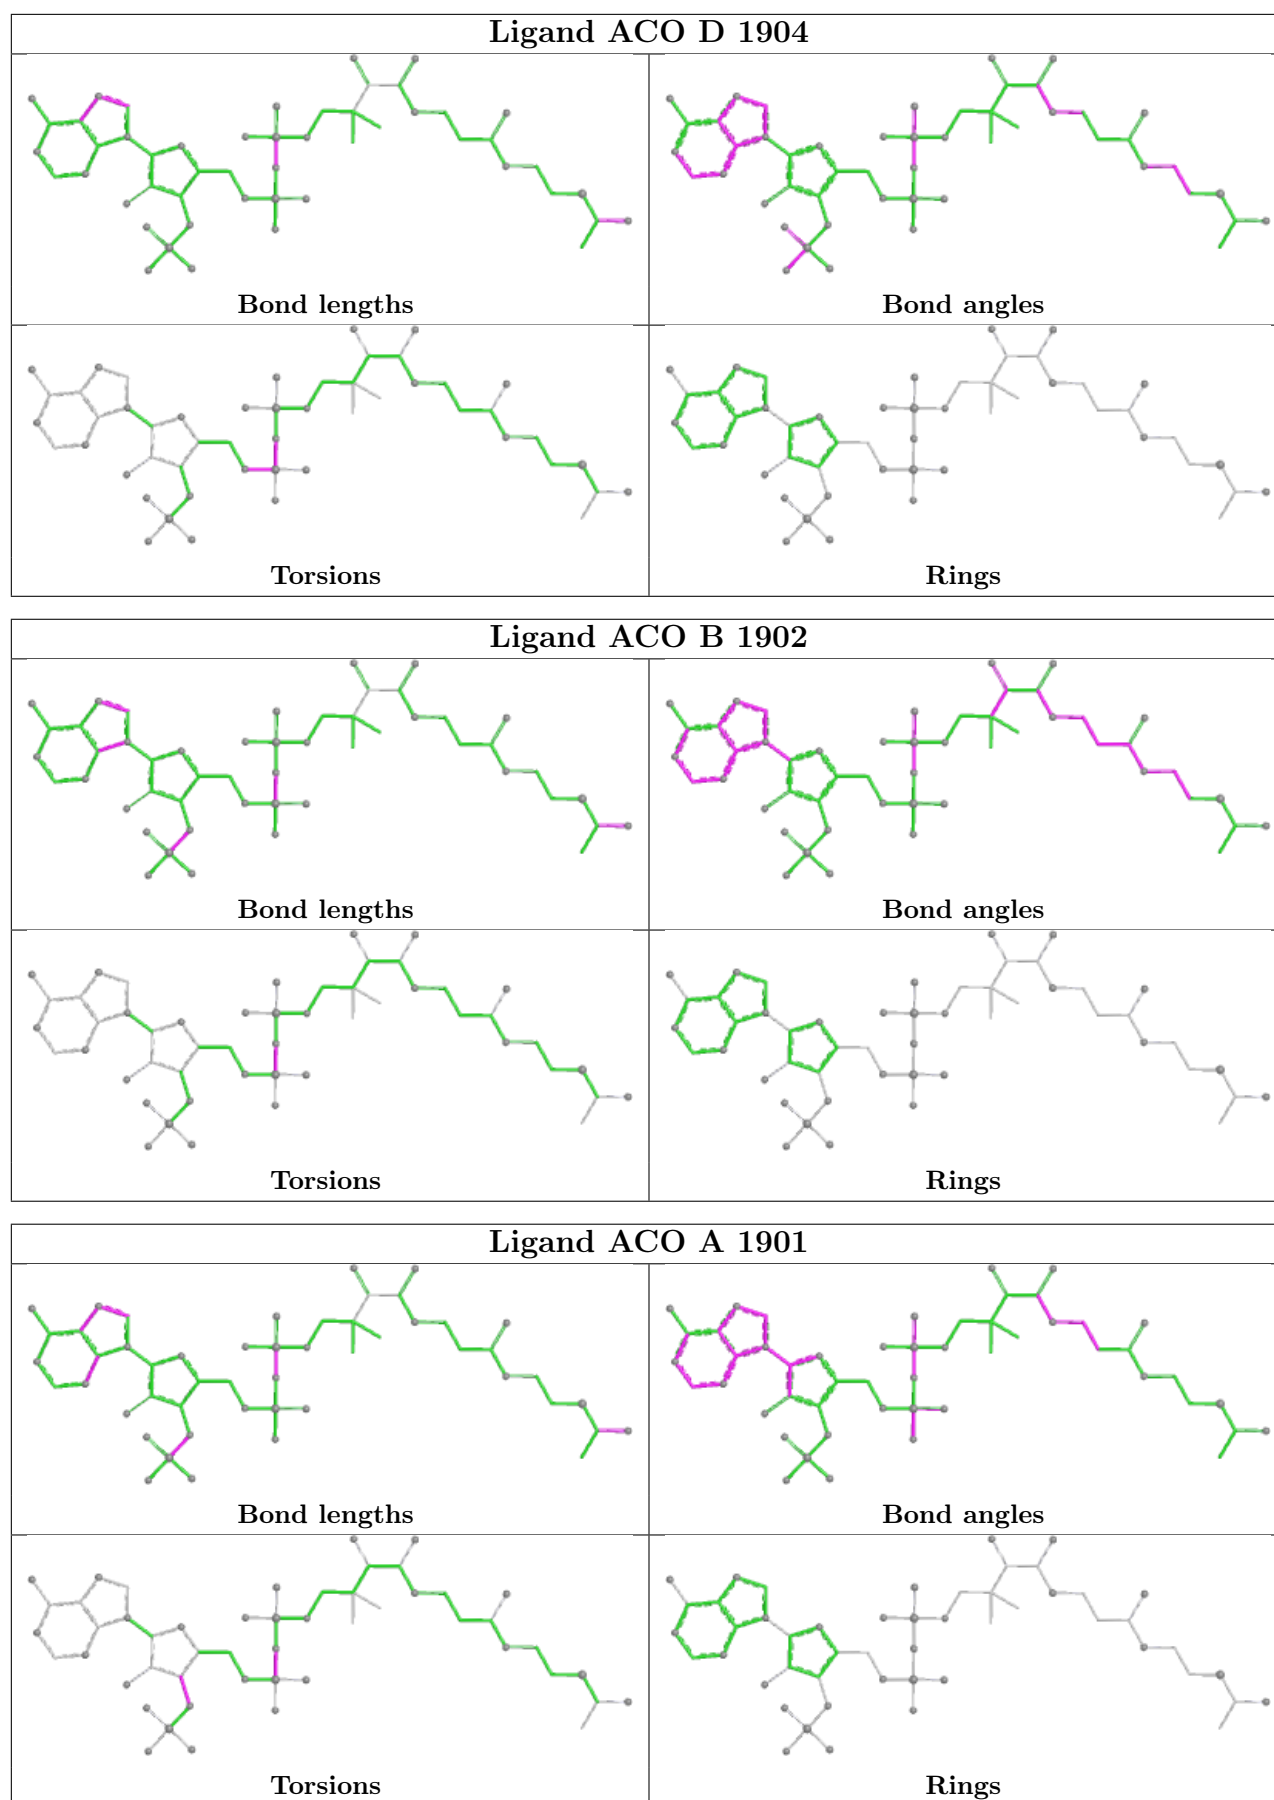 Ligand ACO D 1904
Bond lengths
Bond angles
Torsions
Rings
Ligand ACO B 1902
Bond lengths
Bond angles
Torsions
Rings
Ligand ACO A 1901
Bond lengths
Bond angles
Torsions
Rings